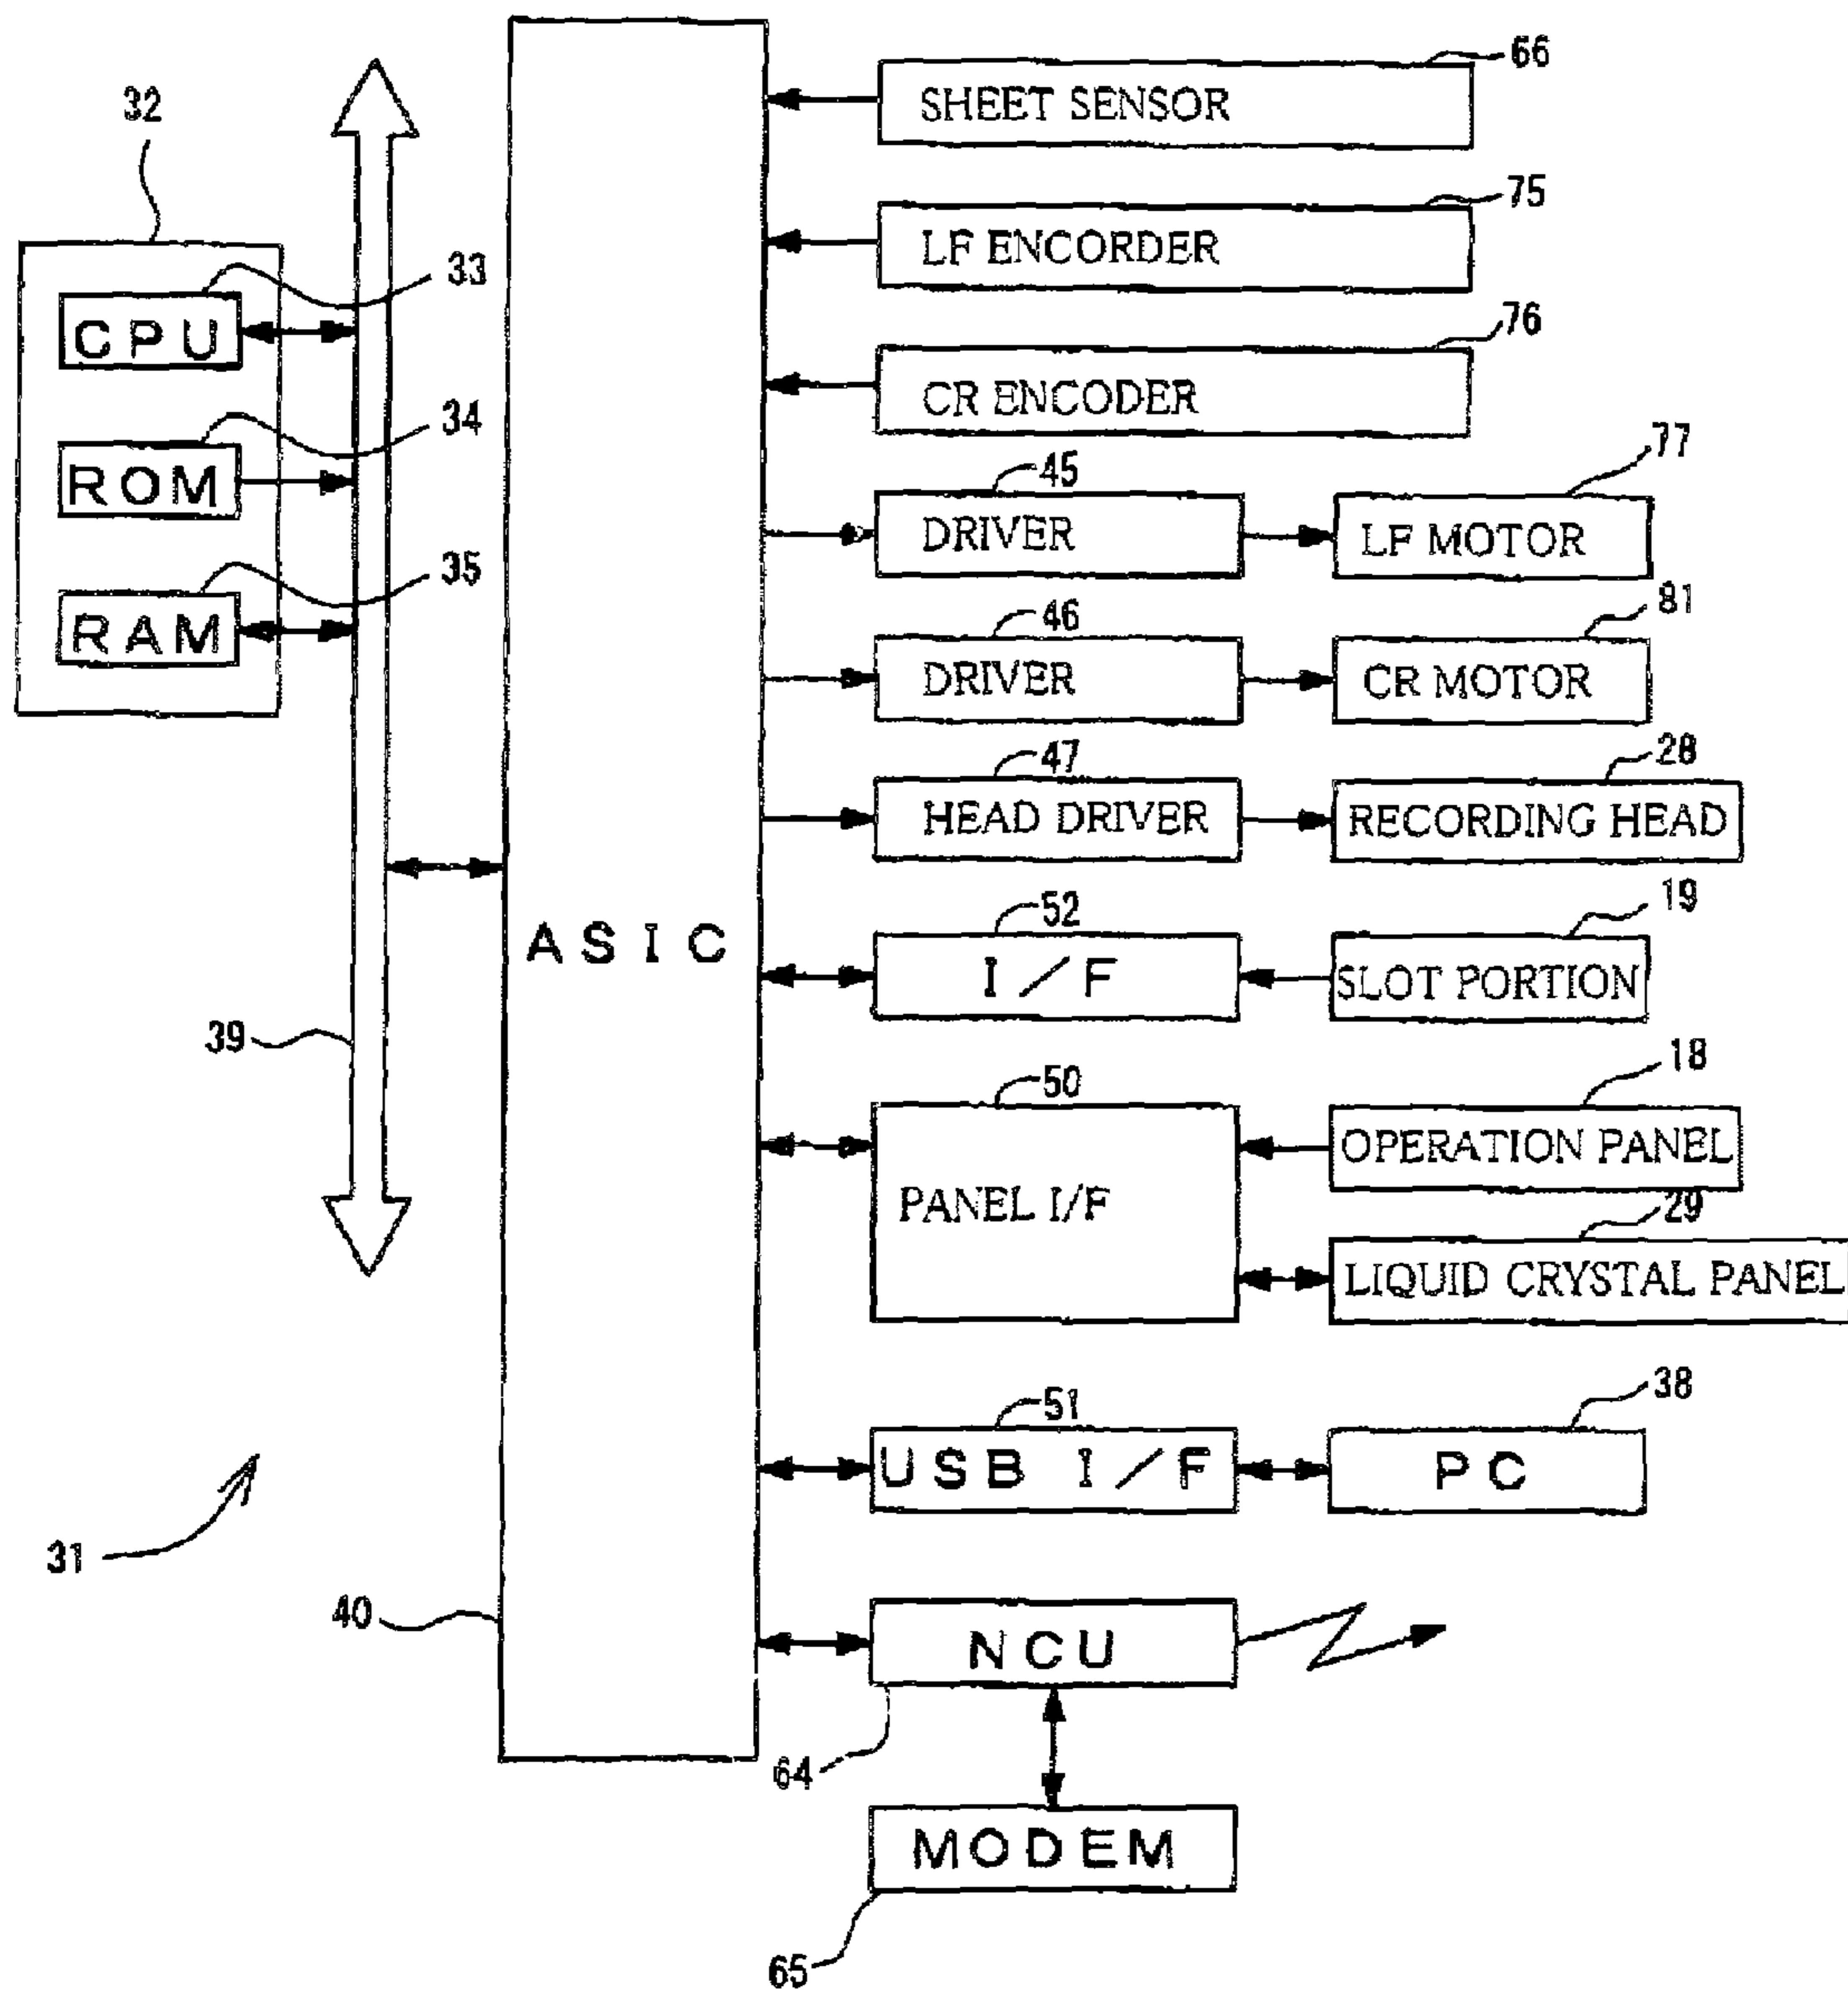 66
SHEET SENSOR
32
75
LF ENCORDER
33
CPU
76
CR ENCODER
34
ROM
45
DRIVER
77
LF MOTOR
35
RAM
46
DRIVER
81
CR MOTOR
47
HEAD DRIVER
28
RECORDING HEAD
ASIC
52
I/F
19
SLOT PORTION
39
50
PANEL I/F
18
OPERATION PANEL
29
LIQUID CRYSTAL PANEL
51
USB I/F
38
PC
31
40
NCU
64
MODEM
65